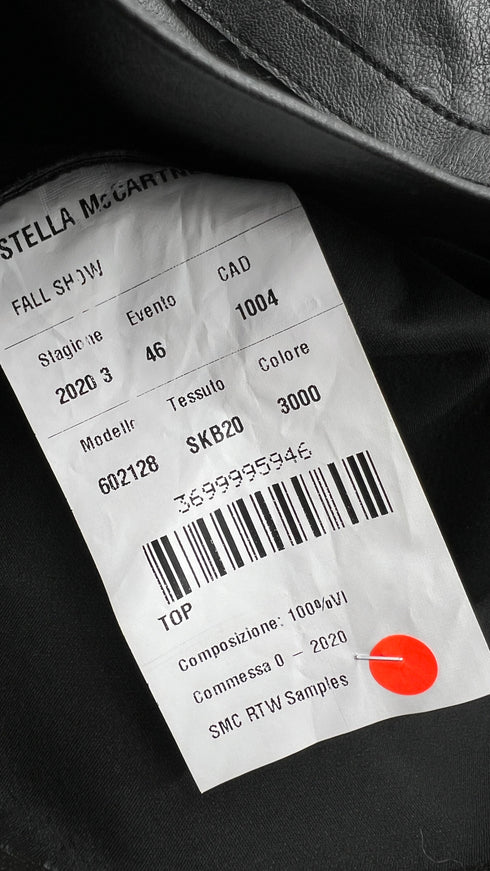 STELLA McCARTN
FALL SHOW
Stagione Evento CAD
2020 3 46 1004
Modello Tessuto Colore
602128 SKB20 3000
3699995946
TOP
Composizione: 100%VI
Commessa 0 - 2020
SMC RTW Samples